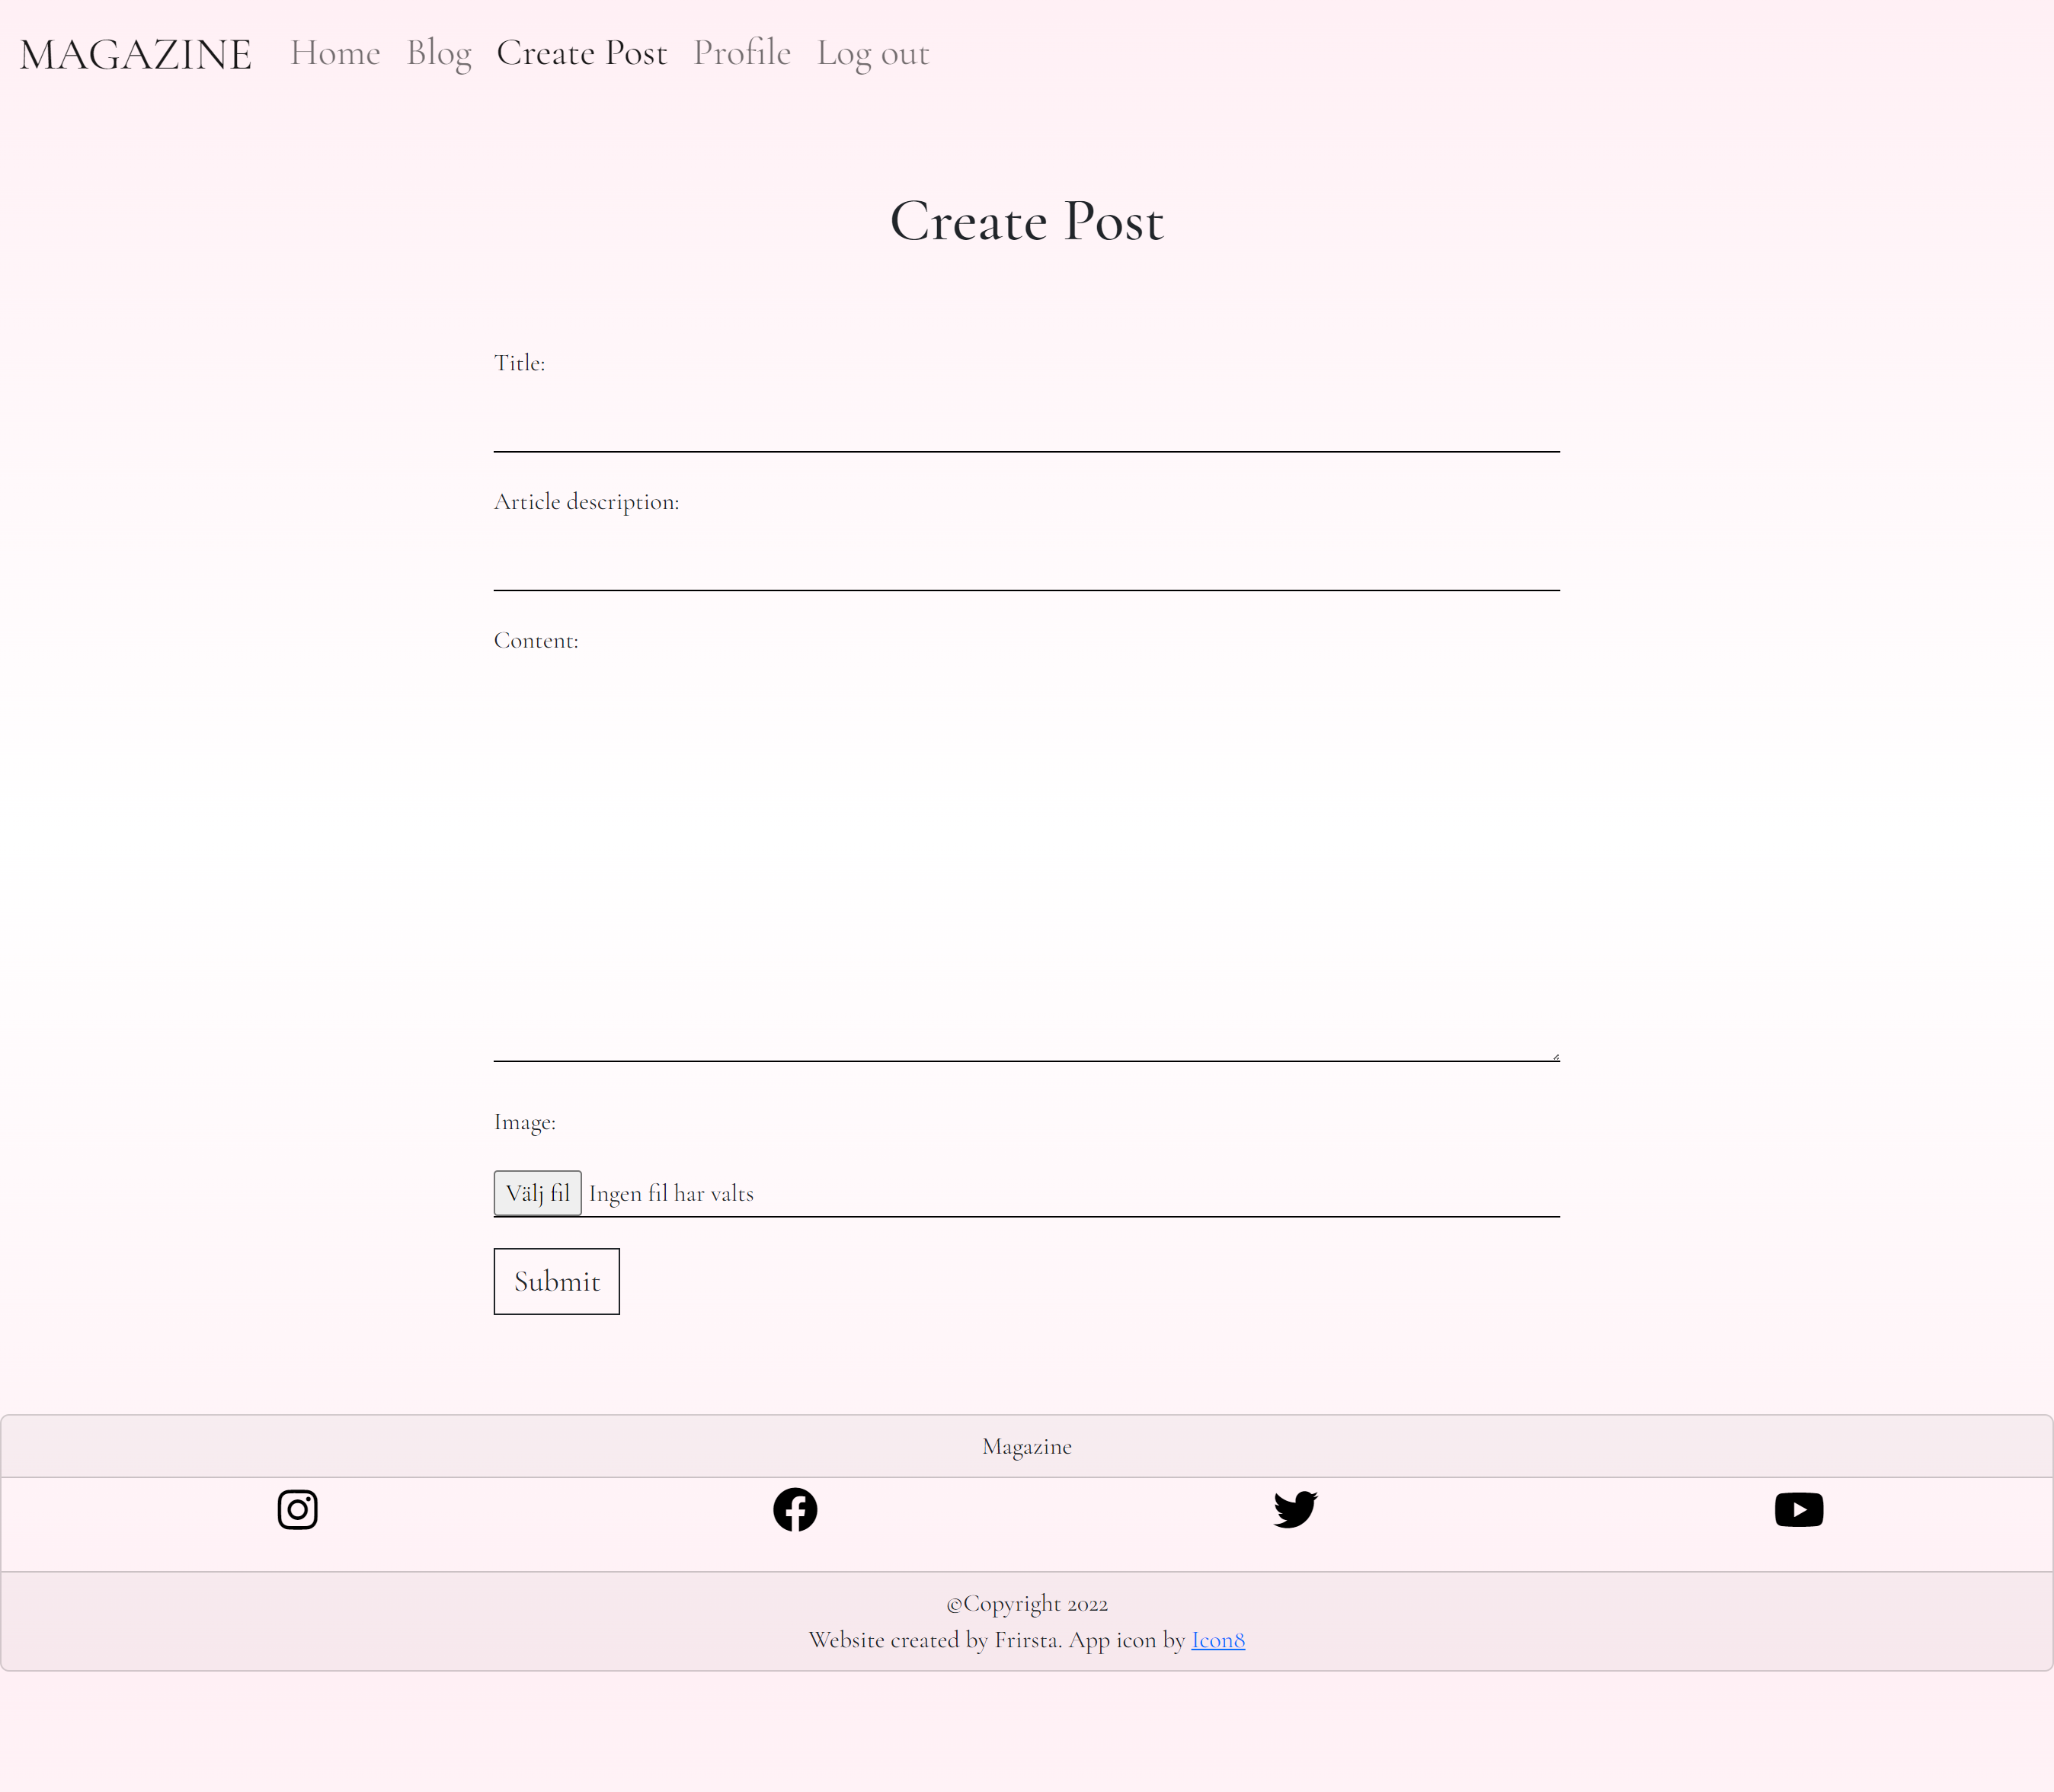 MAGAZINE Home Blog Create Post Profile Log out
Create Post
Title:
Article description:
Content:
Image:
Välj fil Ingen fil har valts
Submit
Magazine
©Copyright 2022
Website created by Frirsta. App icon by Icon8